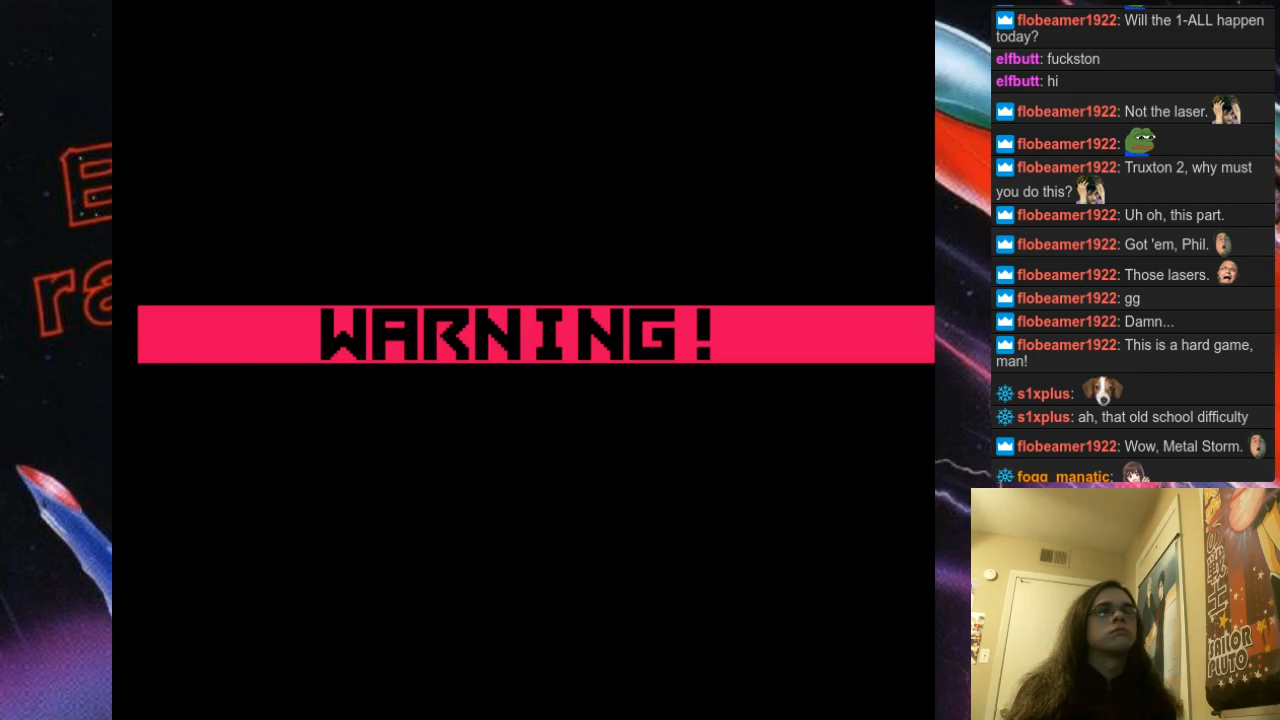 WARNING!
flobeamer1922: Will the 1-ALL happen
today?
elfbutt: fuckston
elfbutt: hi
flobeamer1922: Not the laser.
flobeamer1922:
flobeamer1922: Truxton 2, why must
you do this?
flobeamer1922: Uh oh, this part.
flobeamer1922: Got 'em, Phil.
flobeamer1922: Those lasers.
flobeamer1922: gg
flobeamer1922: Damn...
flobeamer1922: This is a hard game,
man!
s1xplus:
s1xplus: ah, that old school difficulty
flobeamer1922: Wow, Metal Storm.
fogg_manatic:
の戦士
SAILOR
PLUTO